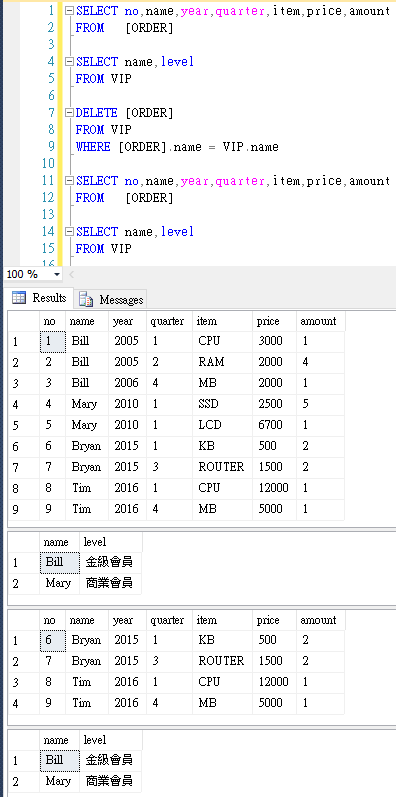 1 SELECT no,name,year,quarter,item,price,amount
2 FROM [ORDER]
3
4 SELECT name,level
5 FROM VIP
6
7 DELETE [ORDER]
8 FROM VIP
9 WHERE [ORDER].name = VIP.name
10
11 SELECT no,name,year,quarter,item,price,amount
12 FROM [ORDER]
13
14 SELECT name,level
15 FROM VIP
16
100 %
Results Messages
no name year quarter item price amount
1 1 Bill 2005 1 CPU 3000 1
2 2 Bill 2005 2 RAM 2000 4
3 3 Bill 2006 4 MB 2000 1
4 4 Mary 2010 1 SSD 2500 5
5 5 Mary 2010 1 LCD 6700 1
6 6 Bryan 2015 1 KB 500 2
7 7 Bryan 2015 3 ROUTER 1500 2
8 8 Tim 2016 1 CPU 12000 1
9 9 Tim 2016 4 MB 5000 1
name level
1 Bill 金級會員
2 Mary 商業會員
no name year quarter item price amount
1 6 Bryan 2015 1 KB 500 2
2 7 Bryan 2015 3 ROUTER 1500 2
3 8 Tim 2016 1 CPU 12000 1
4 9 Tim 2016 4 MB 5000 1
name level
1 Bill 金級會員
2 Mary 商業會員